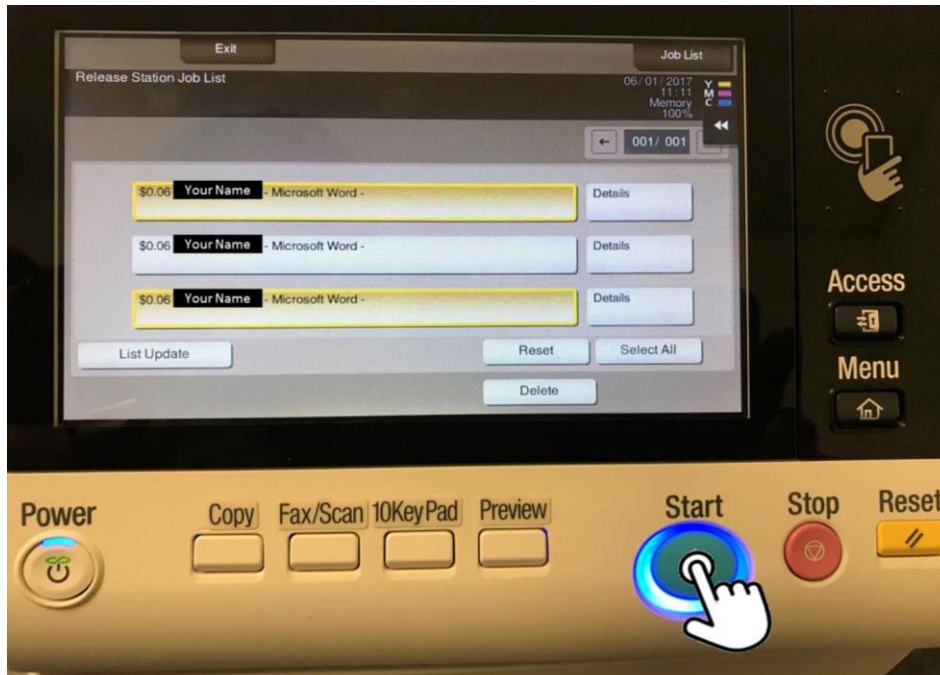 Exit
Job List
Release Station Job List
06/01/2017
11:11
Memory
100%
Y
M
C
001/ 001
$0.06 Your Name - Microsoft Word -
Details
$0.06 Your Name - Microsoft Word -
Details
$0.06 Your Name - Microsoft Word -
Details
List Update
Reset
Select All
Delete
Access
Menu
Power
Copy
Fax/Scan
10KeyPad
Preview
Start
Stop
Reset